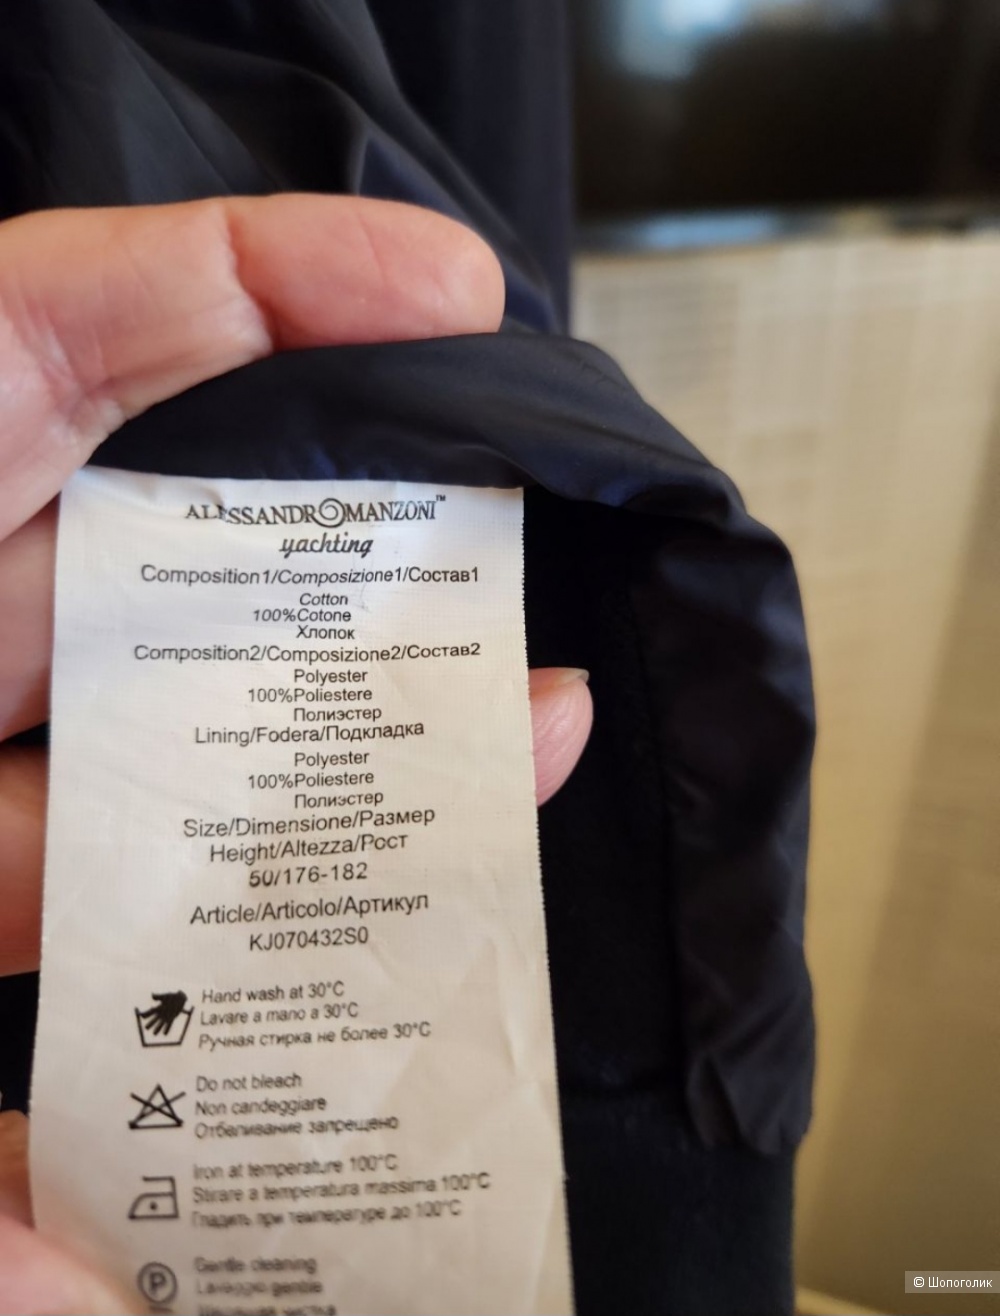 ALESSANDRO MANZONI™
yachting
Composition1/Composizione1/Состав1
Cotton
100%Cotone
Хлопок
Composition2/Composizione2/Состав2
Polyester
100%Poliestere
Полиэстер
Lining/Fodera/Подкладка
Polyester
100%Poliestere
Полиэстер
Size/Dimensione/Размер
Height/Altezza/Рост
50/176-182
Article/Articolo/Артикул
KJ070432S0
Hand wash at 30°C
Lavare a mano a 30°C
Ручная стирка не более 30°C
Do not bleach
Non candeggiare
Отбеливание запрещено
Iron at temperature 100°C
Stirare a temperatura massima 100°C
Гладить при температуре до 100°C
P
Gentle cleaning
Lavaggio gentle
чистка
© Шопоголик